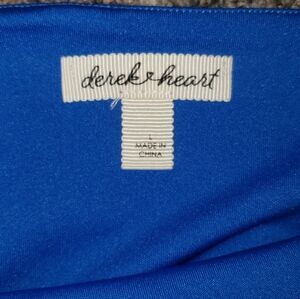 derek & heart
L
MADE IN
CHINA